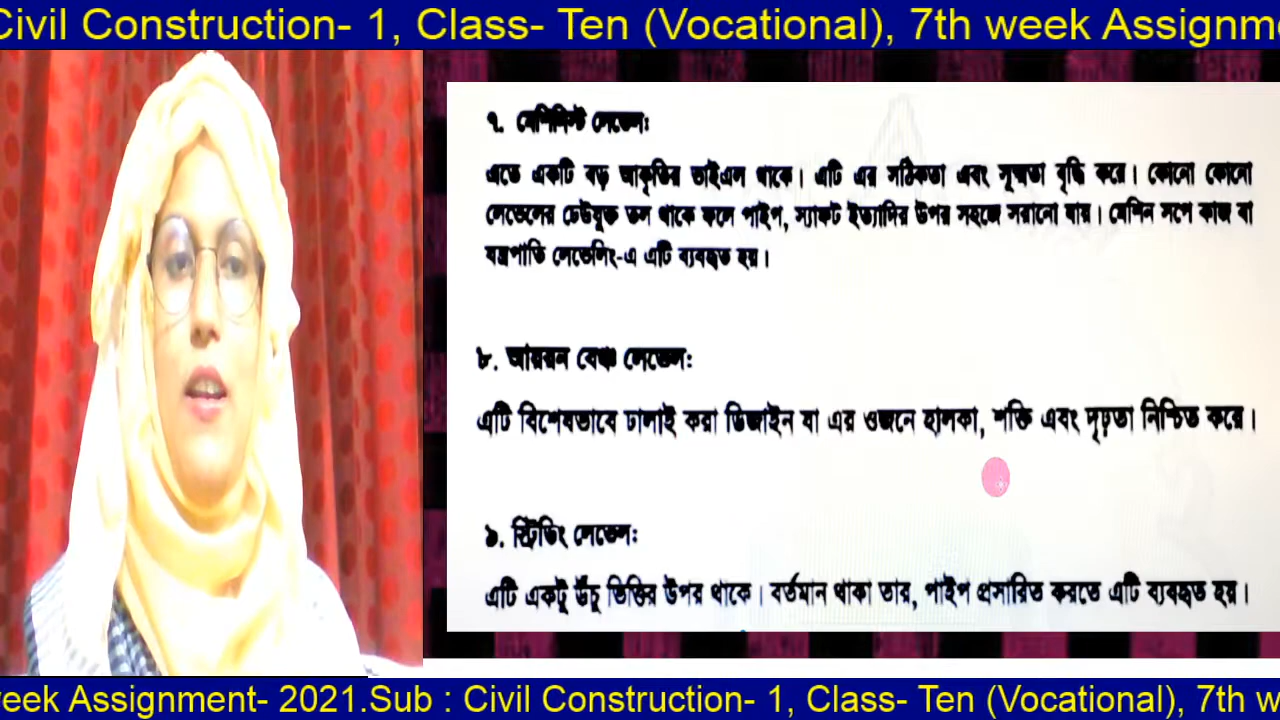 Civil Construction- 1, Class- Ten (Vocational), 7th week Assignme
৭. মেশিনিস্ট লেভেল:
এতে একটি বড় আকৃতির ভাইএল থাকে। এটি এর সঠিকতা এবং সূক্ষ্মতা বৃদ্ধি করে। কোনো কোনো
লেভেলের ঢেউযুক্ত তল থাকে ফলে পাইপ, স্যাফট ইত্যাদির উপর সহজে সরানো যায়। মেশিন সপে কাজ বা
যন্ত্রপাতি লেভেলিং-এ এটি ব্যবহৃত হয়।
৮. আয়রন বেঞ্চ লেভেল:
এটি বিশেষভাবে ঢালাই করা ডিজাইন যা এর ওজনে হালকা, শক্তি এবং দৃঢ়তা নিশ্চিত করে।
৯. স্ট্রিডিং লেভেল:
এটি একটু উঁচু ভিত্তির উপর থাকে। বর্তমান থাকা তার, পাইপ প্রসারিত করতে এটি ব্যবহৃত হয়।
week Assignment- 2021.Sub : Civil Construction- 1, Class- Ten (Vocational), 7th w